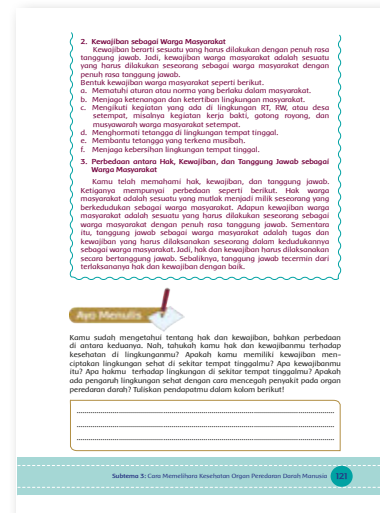 2. Kewajiban sebagai Warga Masyarakat
Kewajiban berarti sesuatu yang harus dilakukan dengan penuh rasa
tanggung jawab. Jadi, kewajiban warga masyarakat adalah sesuatu
yang harus dilakukan seseorang sebagai warga masyarakat dengan
penuh rasa tanggung jawab.
Bentuk kewajiban warga masyarakat seperti berikut.
a. Mematuhi aturan atau norma yang berlaku dalam masyarakat.
b. Menjaga ketenangan dan ketertiban lingkungan masyarakat.
c. Mengikuti kegiatan yang ada di lingkungan RT, RW, atau desa
setempat, misalnya kegiatan kerja bakti, gotong royong, dan
musyawarah warga masyarakat setempat.
d. Menghormati tetangga di lingkungan tempat tinggal.
e. Membantu tetangga yang terkena musibah.
f. Menjaga kebersihan lingkungan tempat tinggal.
3. Perbedaan antara Hak, Kewajiban, dan Tanggung Jawab sebagai
Warga Masyarakat
Kamu telah memahami hak, kewajiban, dan tanggung jawab.
Ketiganya mempunyai perbedaan seperti berikut. Hak warga
masyarakat adalah sesuatu yang mutlak menjadi milik seseorang yang
berkedudukan sebagai warga masyarakat. Adapun kewajiban warga
masyarakat adalah sesuatu yang harus dilakukan seseorang sebagai
warga masyarakat dengan penuh rasa tanggung jawab. Sementara
itu, tanggung jawab sebagai warga masyarakat adalah tugas dan
kewajiban yang harus dilaksanakan seseorang dalam kedudukannya
sebagai warga masyarakat. Jadi, hak dan kewajiban harus dilaksanakan
secara bertanggung jawab. Sebaliknya, tanggung jawab tecermin dari
terlaksananya hak dan kewajiban dengan baik.
Ayo Menulis
Kamu sudah mengetahui tentang hak dan kewajiban, bahkan perbedaan
di antara keduanya. Nah, tahukah kamu hak dan kewajibanmu terhadap
kesehatan di lingkunganmu? Apakah kamu memiliki kewajiban men-
ciptakan lingkungan sehat di sekitar tempat tinggalmu? Apa kewajibanmu
itu? Apa hakmu terhadap lingkungan di sekitar tempat tinggalmu? Apakah
ada pengaruh lingkungan sehat dengan cara mencegah penyakit pada organ
peredaran darah? Tuliskan pendapatmu dalam kolom berikut!
Subtema 3: Cara Memelihara Kesehatan Organ Peredaran Darah Manusia 121